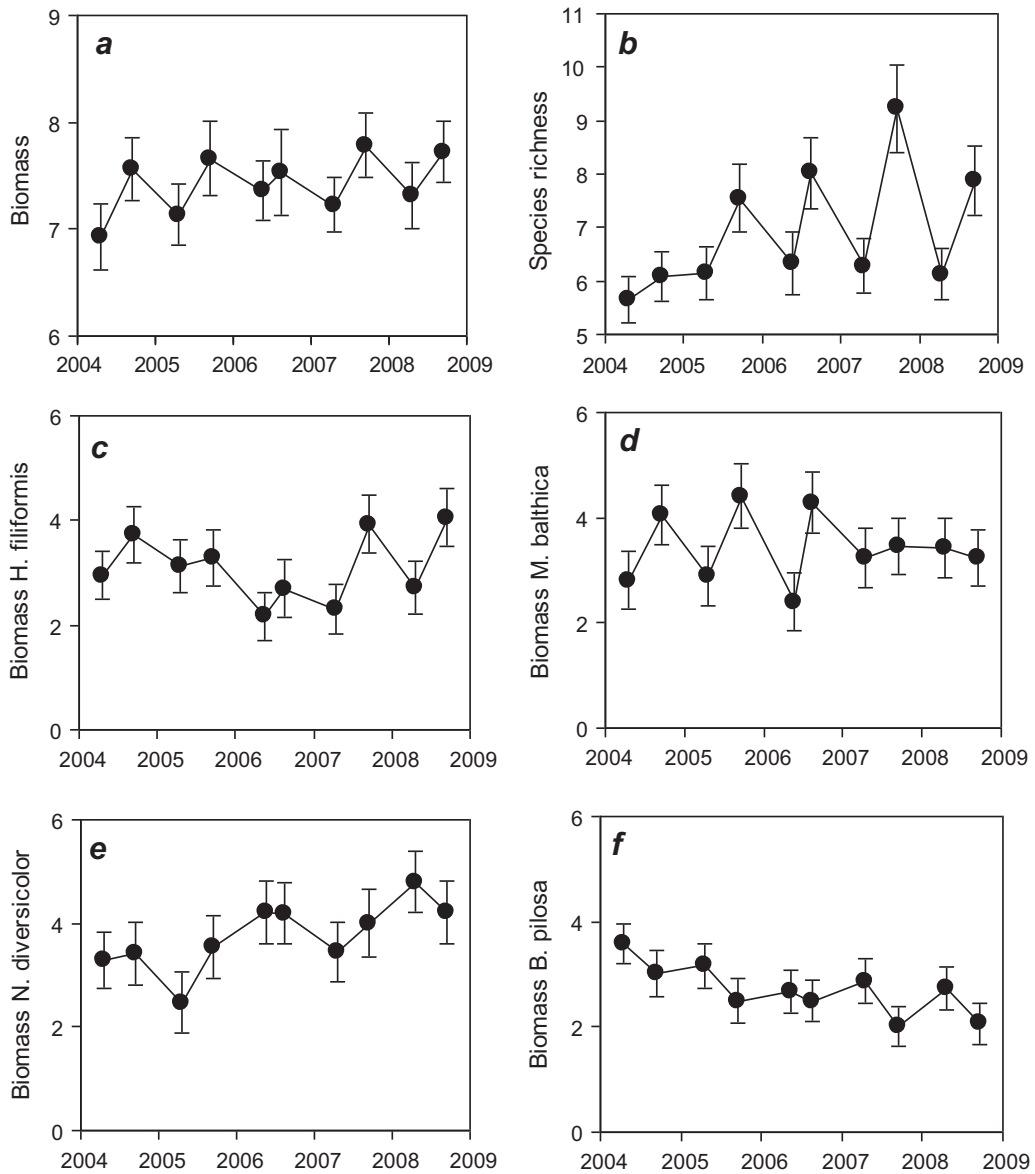 a
Biomass
9
8
7
6
2004 2005 2006 2007 2008 2009
b
Species richness
11
10
9
8
7
6
5
2004 2005 2006 2007 2008 2009
c
Biomass H. filiformis
6
4
2
0
2004 2005 2006 2007 2008 2009
d
Biomass M. balthica
6
4
2
0
2004 2005 2006 2007 2008 2009
e
Biomass N. diversicolor
6
4
2
0
2004 2005 2006 2007 2008 2009
f
Biomass B. pilosa
6
4
2
0
2004 2005 2006 2007 2008 2009